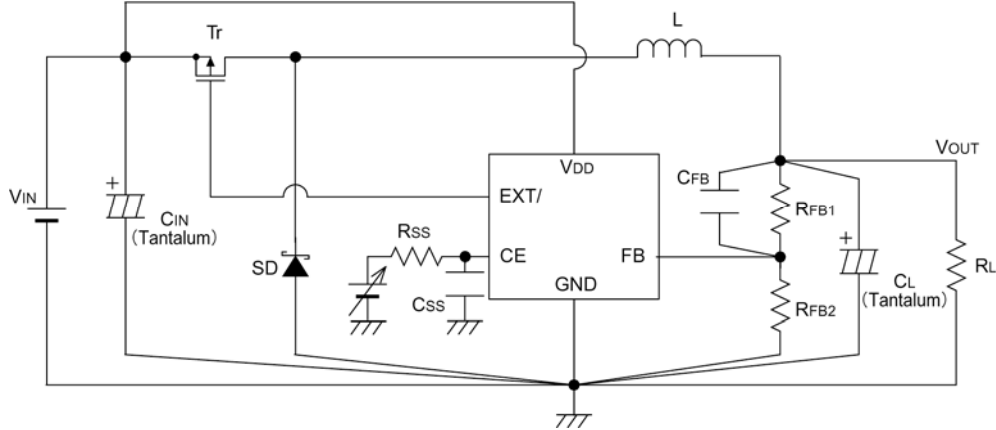 Tr
L
VDD
VOUT
EXT/
CFB
RFB1
VIN
+
CIN
(Tantalum)
RSS
CE
FB
+
SD
CSS
GND
RFB2
CL
(Tantalum)
RL